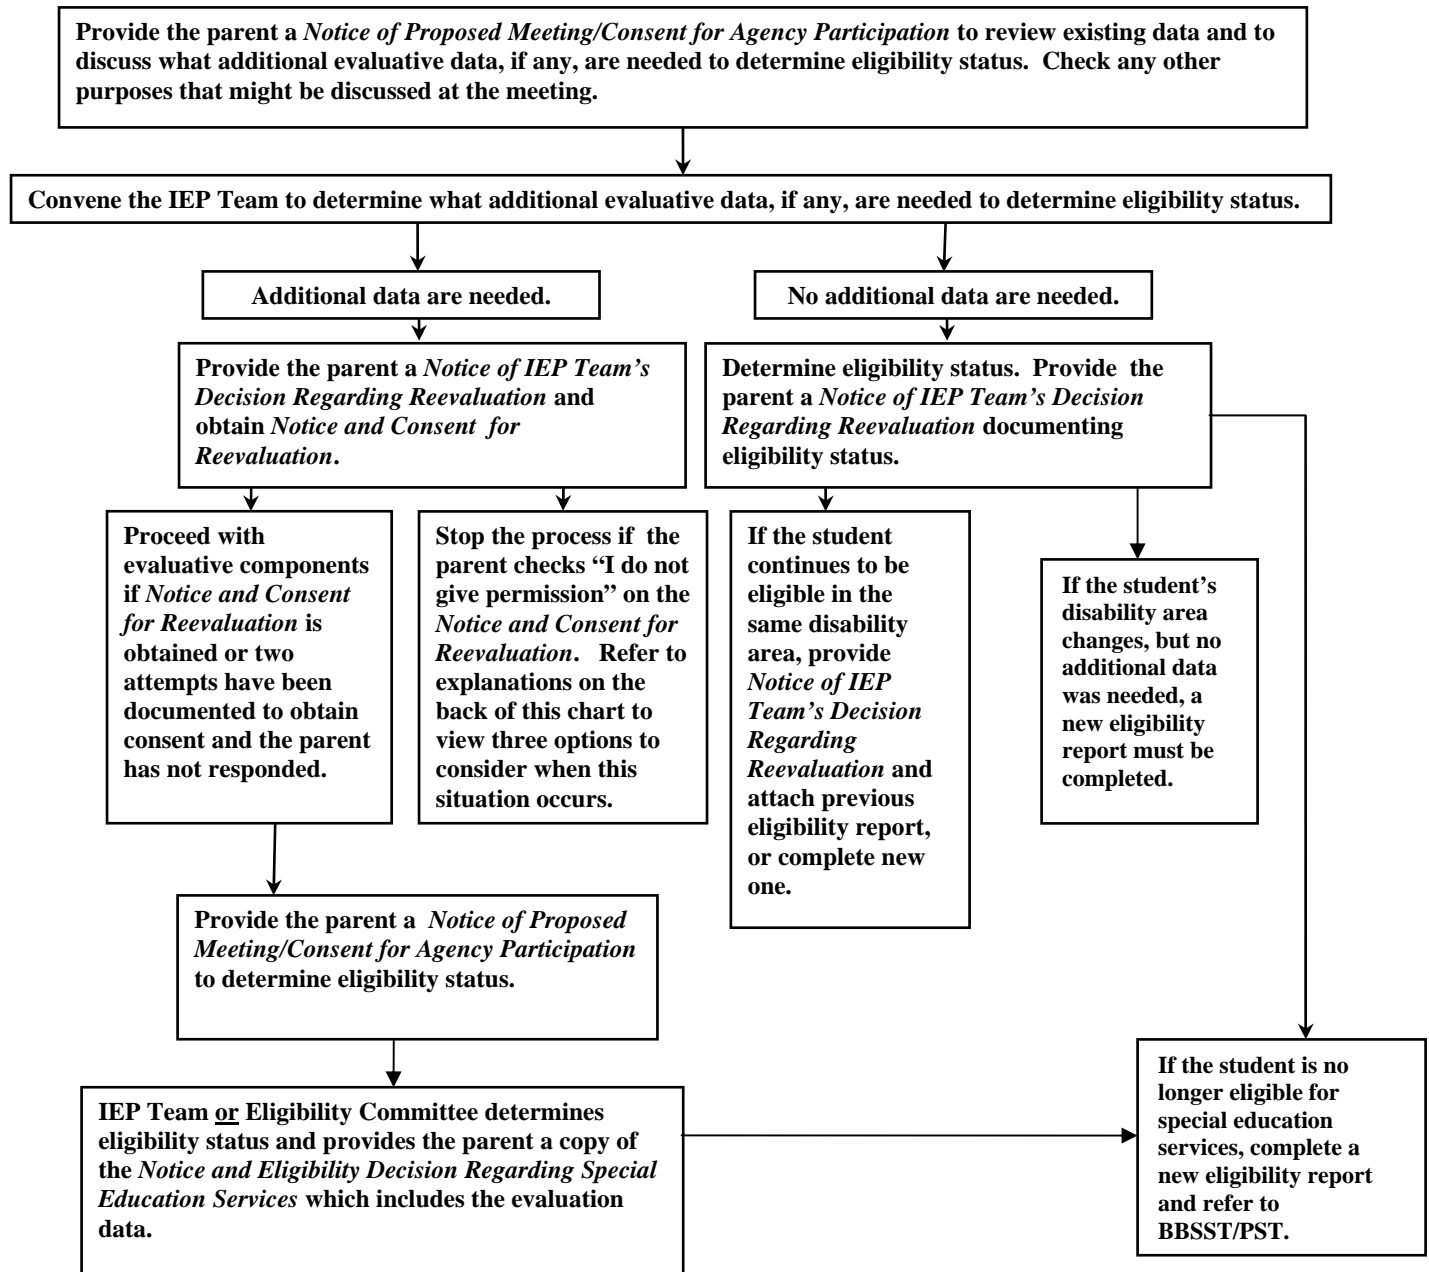 Provide the parent a Notice of Proposed Meeting/Consent for Agency Participation to review existing data and to
discuss what additional evaluative data, if any, are needed to determine eligibility status. Check any other
purposes that might be discussed at the meeting.
Convene the IEP Team to determine what additional evaluative data, if any, are needed to determine eligibility status.
Additional data are needed.
No additional data are needed.
Provide the parent a Notice of IEP Team’s
Decision Regarding Reevaluation and
obtain Notice and Consent for
Reevaluation.
Determine eligibility status. Provide the
parent a Notice of IEP Team’s Decision
Regarding Reevaluation documenting
eligibility status.
Proceed with
evaluative components
if Notice and Consent
for Reevaluation is
obtained or two
attempts have been
documented to obtain
consent and the parent
has not responded.
Stop the process if the
parent checks “I do not
give permission” on the
Notice and Consent for
Reevaluation. Refer to
explanations on the
back of this chart to
view three options to
consider when this
situation occurs.
If the student
continues to be
eligible in the
same disability
area, provide
Notice of IEP
Team’s Decision
Regarding
Reevaluation and
attach previous
eligibility report,
or complete new
one.
If the student’s
disability area
changes, but no
additional data
was needed, a
new eligibility
report must be
completed.
Provide the parent a Notice of Proposed
Meeting/Consent for Agency Participation
to determine eligibility status.
IEP Team or Eligibility Committee determines
eligibility status and provides the parent a copy of
the Notice and Eligibility Decision Regarding Special
Education Services which includes the evaluation
data.
If the student is no
longer eligible for
special education
services, complete a
new eligibility report
and refer to
BBSST/PST.